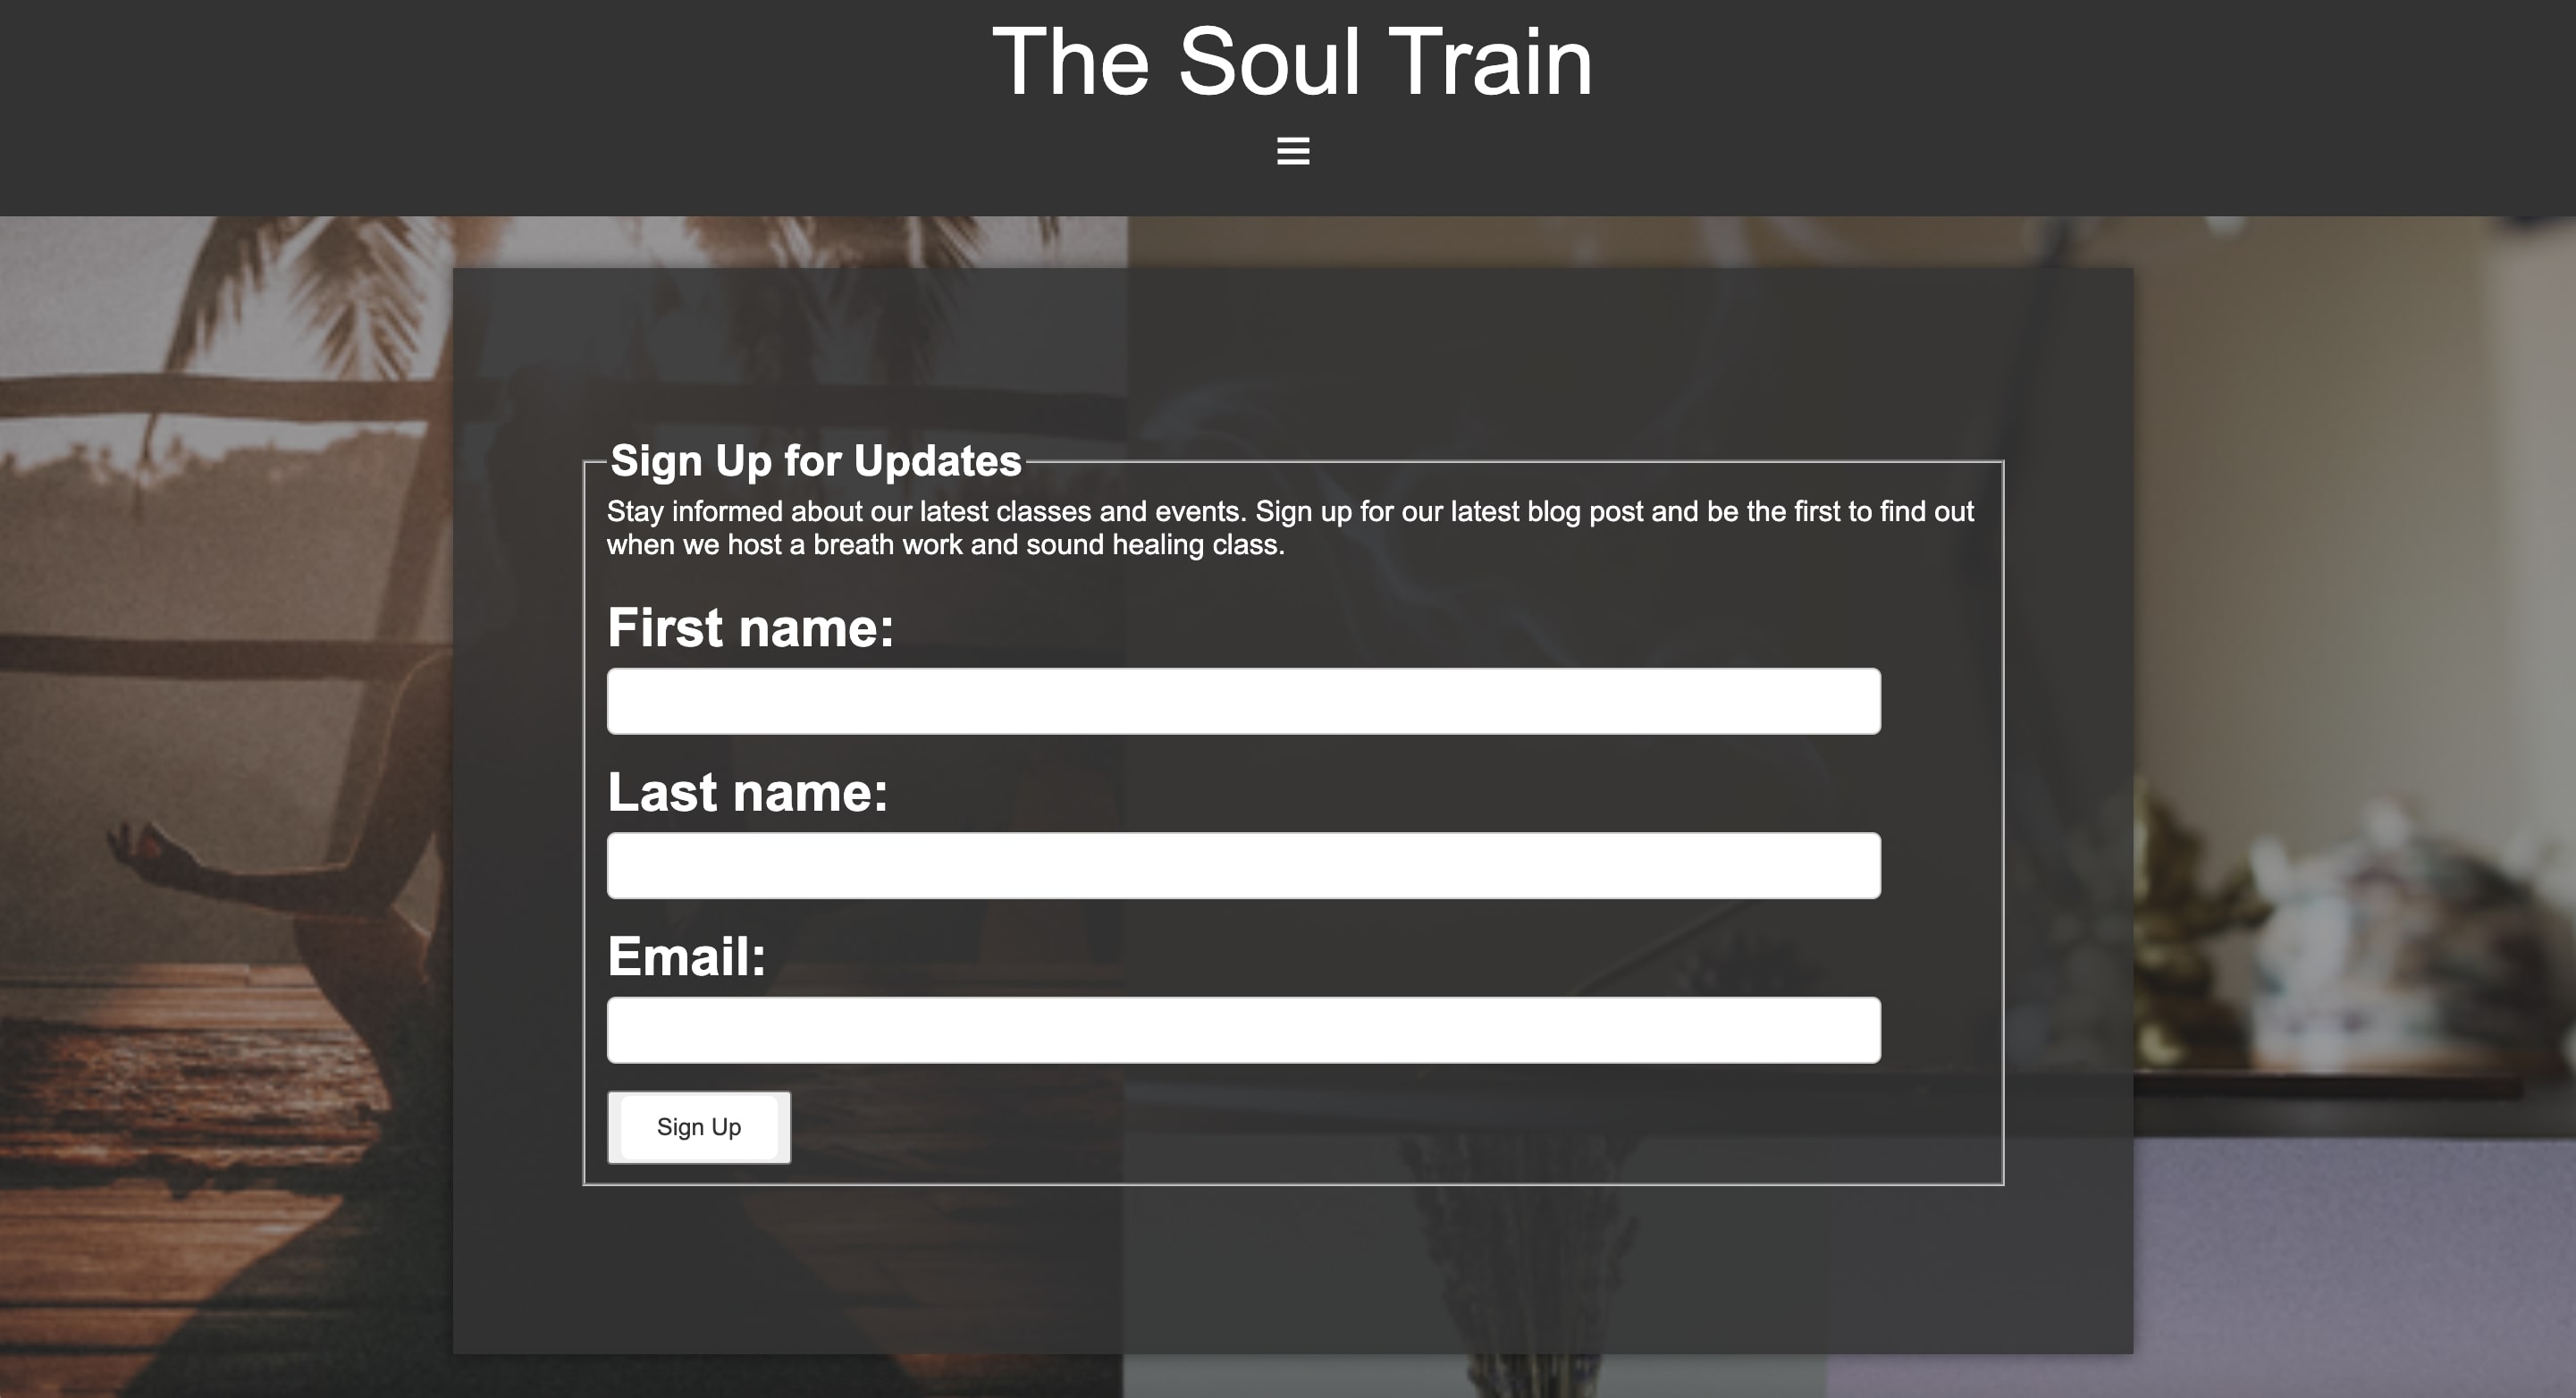 The Soul Train
Sign Up for Updates
Stay informed about our latest classes and events. Sign up for our latest blog post and be the first to find out
when we host a breath work and sound healing class.
First name:
Last name:
Email:
Sign Up